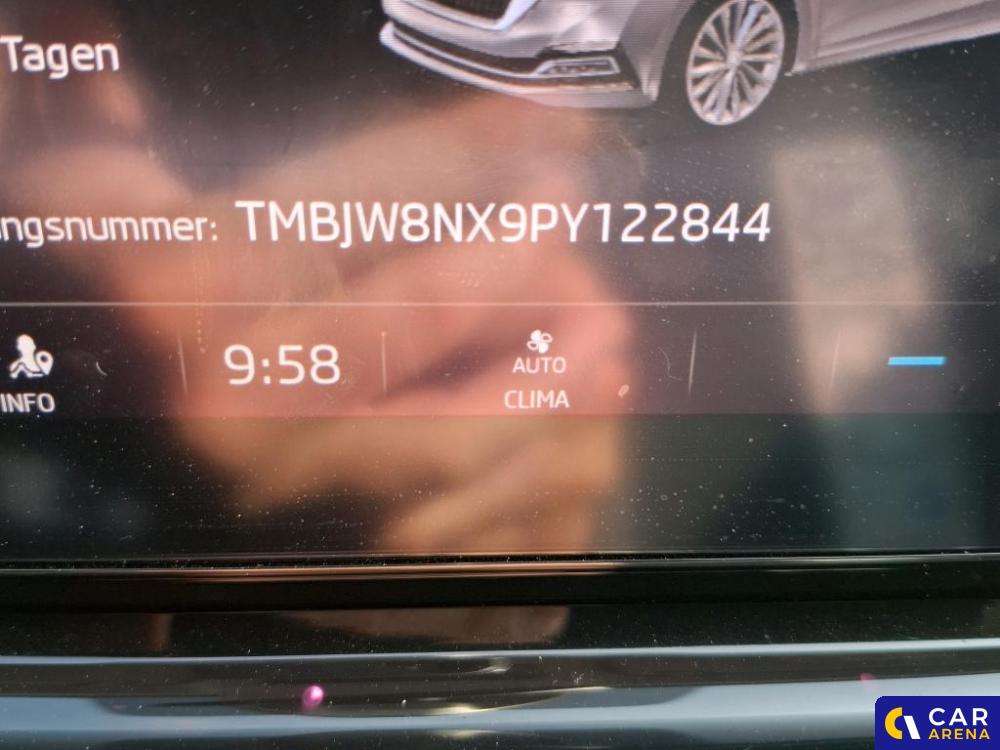 Tagen
ngsnummer: TMBJW8NX9PY122844
INFO
9:58
AUTO
CLIMA
CAR
ARENA